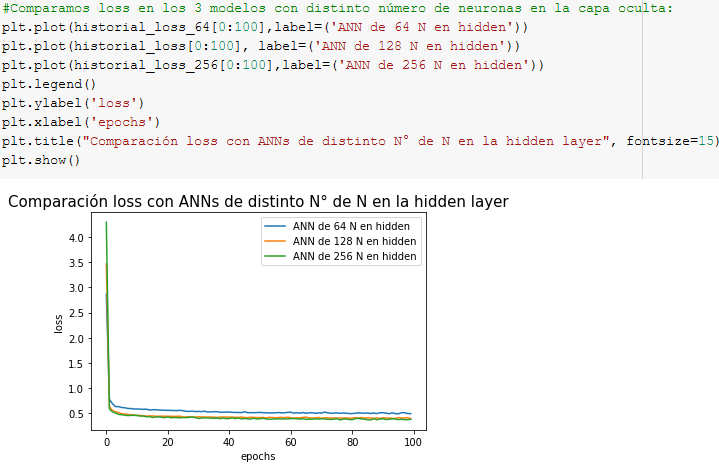 #Comparamos loss en los 3 modelos con distinto número de neuronas en la capa oculta:
plt.plot(historial_loss_64[0:100],label=('ANN de 64 N en hidden'))
plt.plot(historial_loss[0:100], label=('ANN de 128 N en hidden'))
plt.plot(historial_loss_256[0:100],label=('ANN de 256 N en hidden'))
plt.legend()
plt.ylabel('loss')
plt.xlabel('epochs')
plt.title("Comparación loss con ANNs de distinto N° de N en la hidden layer", fontsize=15)
plt.show()
Comparación loss con ANNs de distinto N° de N en la hidden layer
ANN de 64 N en hidden
ANN de 128 N en hidden
ANN de 256 N en hidden
4.0
3.5
3.0
2.5
2.0
1.5
1.0
0.5
loss
0 20 40 60 80 100
epochs